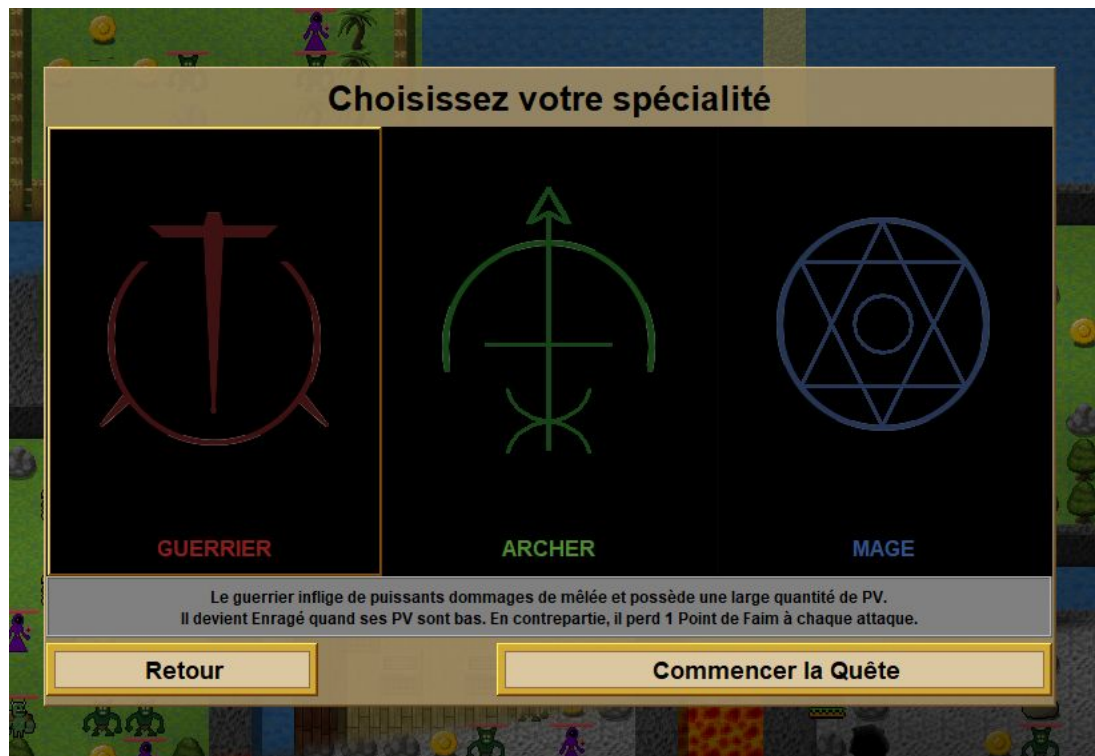 Choisissez votre spécialité
GUERRIER
ARCHER
MAGE
Le guerrier inflige de puissants dommages de mêlée et possède une large quantité de PV.
Il devient Enragé quand ses PV sont bas. En contrepartie, il perd 1 Point de Faim à chaque attaque.
Retour
Commencer la Quête